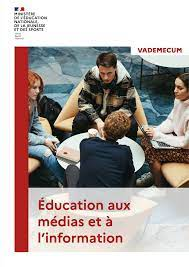 MINISTÈRE
DE L'ÉDUCATION
NATIONALE,
DE LA JEUNESSE
ET DES SPORTS
VADEMECUM
Éducation aux
médias et à
l'information